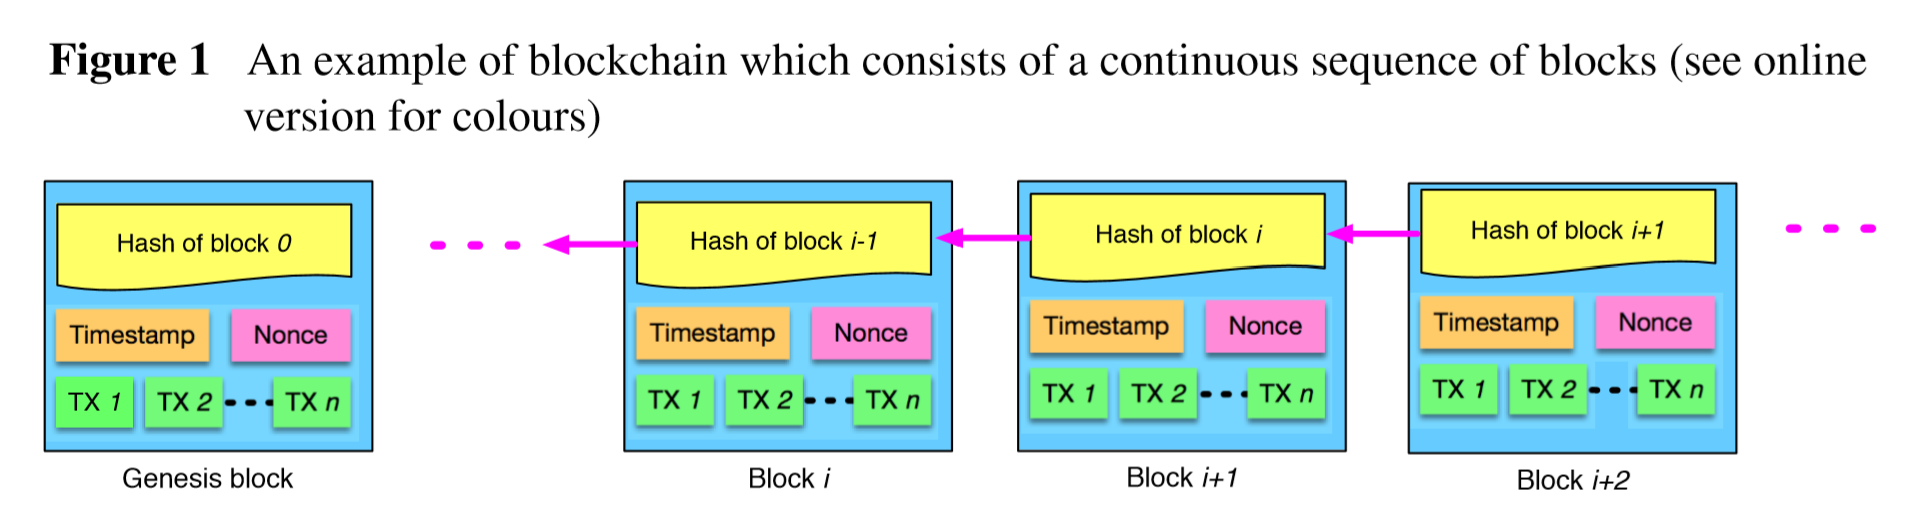 Figure 1 An example of blockchain which consists of a continuous sequence of blocks (see online
version for colours)
Hash of block 0
Timestamp Nonce
TX 1 TX 2 TX n
Genesis block
Hash of block i-1
Timestamp Nonce
TX 1 TX 2 TX n
Block i
Hash of block i
Timestamp Nonce
TX 1 TX 2 TX n
Block i+1
Hash of block i+1
Timestamp Nonce
TX 1 TX 2 TX n
Block i+2